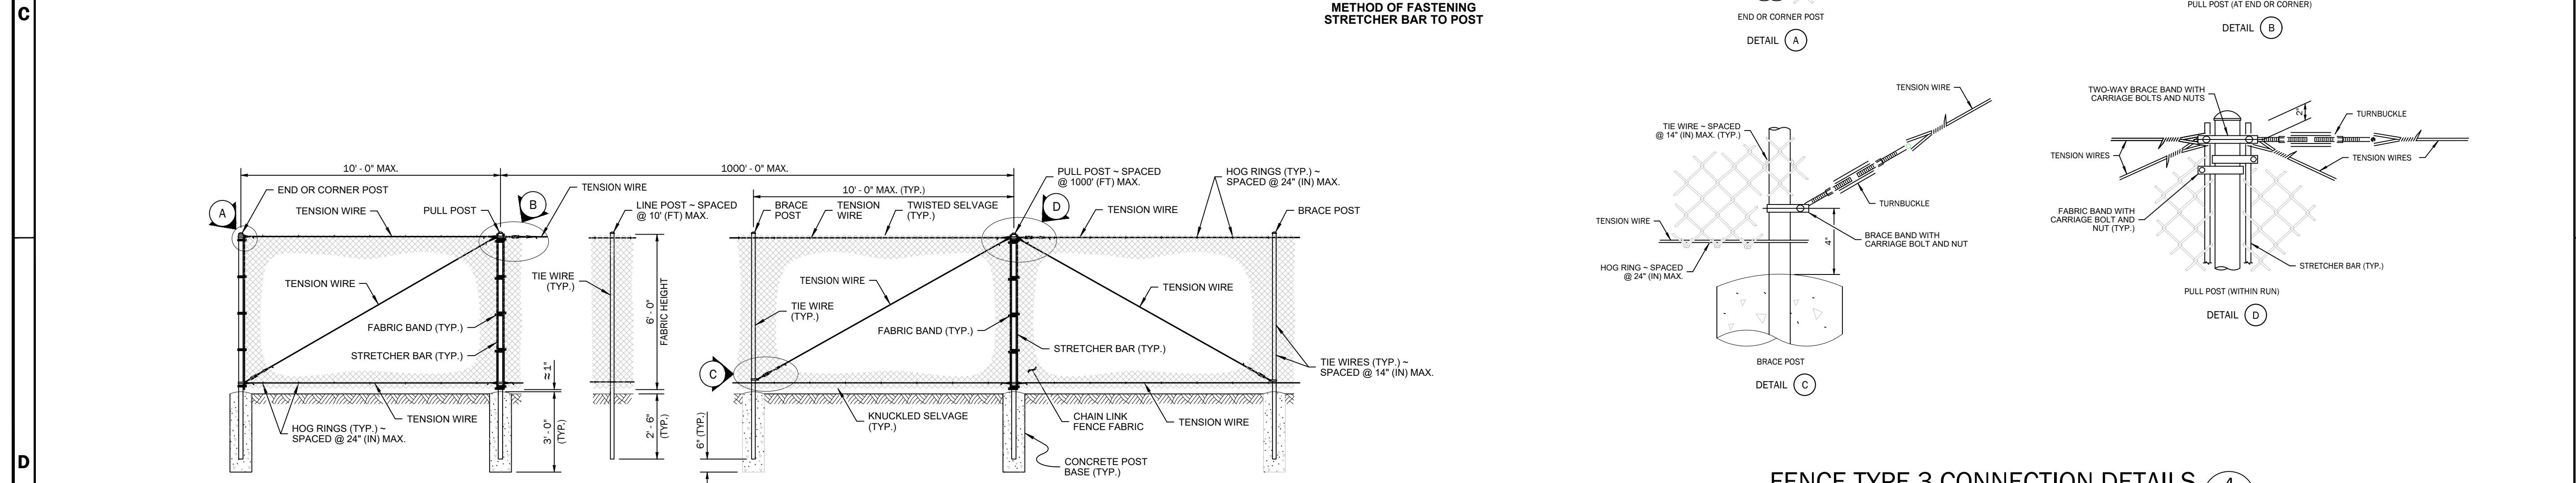 C
METHOD OF FASTENING
STRETCHER BAR TO POST
END OR CORNER POST
DETAIL A
PULL POST (AT END OR CORNER)
DETAIL B
10' - 0" MAX.
1000' - 0" MAX.
10' - 0" MAX. (TYP.)
A
END OR CORNER POST
TENSION WIRE
PULL POST
B
TENSION WIRE
LINE POST ~ SPACED
@ 10' (FT) MAX.
BRACE
POST
TENSION
WIRE
TWISTED SELVAGE
(TYP.)
PULL POST ~ SPACED
@ 1000' (FT) MAX.
D
TENSION WIRE
HOG RINGS (TYP.) ~
SPACED @ 24" (IN) MAX.
BRACE POST
TENSION WIRE
TIE WIRE
(TYP.)
FABRIC BAND (TYP.)
STRETCHER BAR (TYP.)
6' - 0"
FABRIC HEIGHT
≈ 1"
3' - 0"
(TYP.)
2' - 6"
(TYP.)
6" (TYP.)
HOG RINGS (TYP.) ~
SPACED @ 24" (IN) MAX.
TENSION WIRE
TENSION WIRE
TIE WIRE
(TYP.)
FABRIC BAND (TYP.)
C
TENSION WIRE
STRETCHER BAR (TYP.)
TIE WIRES (TYP.) ~
SPACED @ 14" (IN) MAX.
KNUCKLED SELVAGE
(TYP.)
CHAIN LINK
FENCE FABRIC
TENSION WIRE
CONCRETE POST
BASE (TYP.)
TENSION WIRE
TIE WIRE ~ SPACED
@ 14" (IN) MAX. (TYP.)
TURNBUCKLE
TENSION WIRE
BRACE BAND WITH
CARRIAGE BOLT AND NUT
4"
HOG RING ~ SPACED
@ 24" (IN) MAX.
BRACE POST
DETAIL C
TWO-WAY BRACE BAND WITH
CARRIAGE BOLTS AND NUTS
2"
TURNBUCKLE
TENSION WIRES
TENSION WIRES
FABRIC BAND WITH
CARRIAGE BOLT AND
NUT (TYP.)
STRETCHER BAR (TYP.)
PULL POST (WITHIN RUN)
DETAIL D
D
FENCE TYPE 3 CONNECTION DETAILS 4